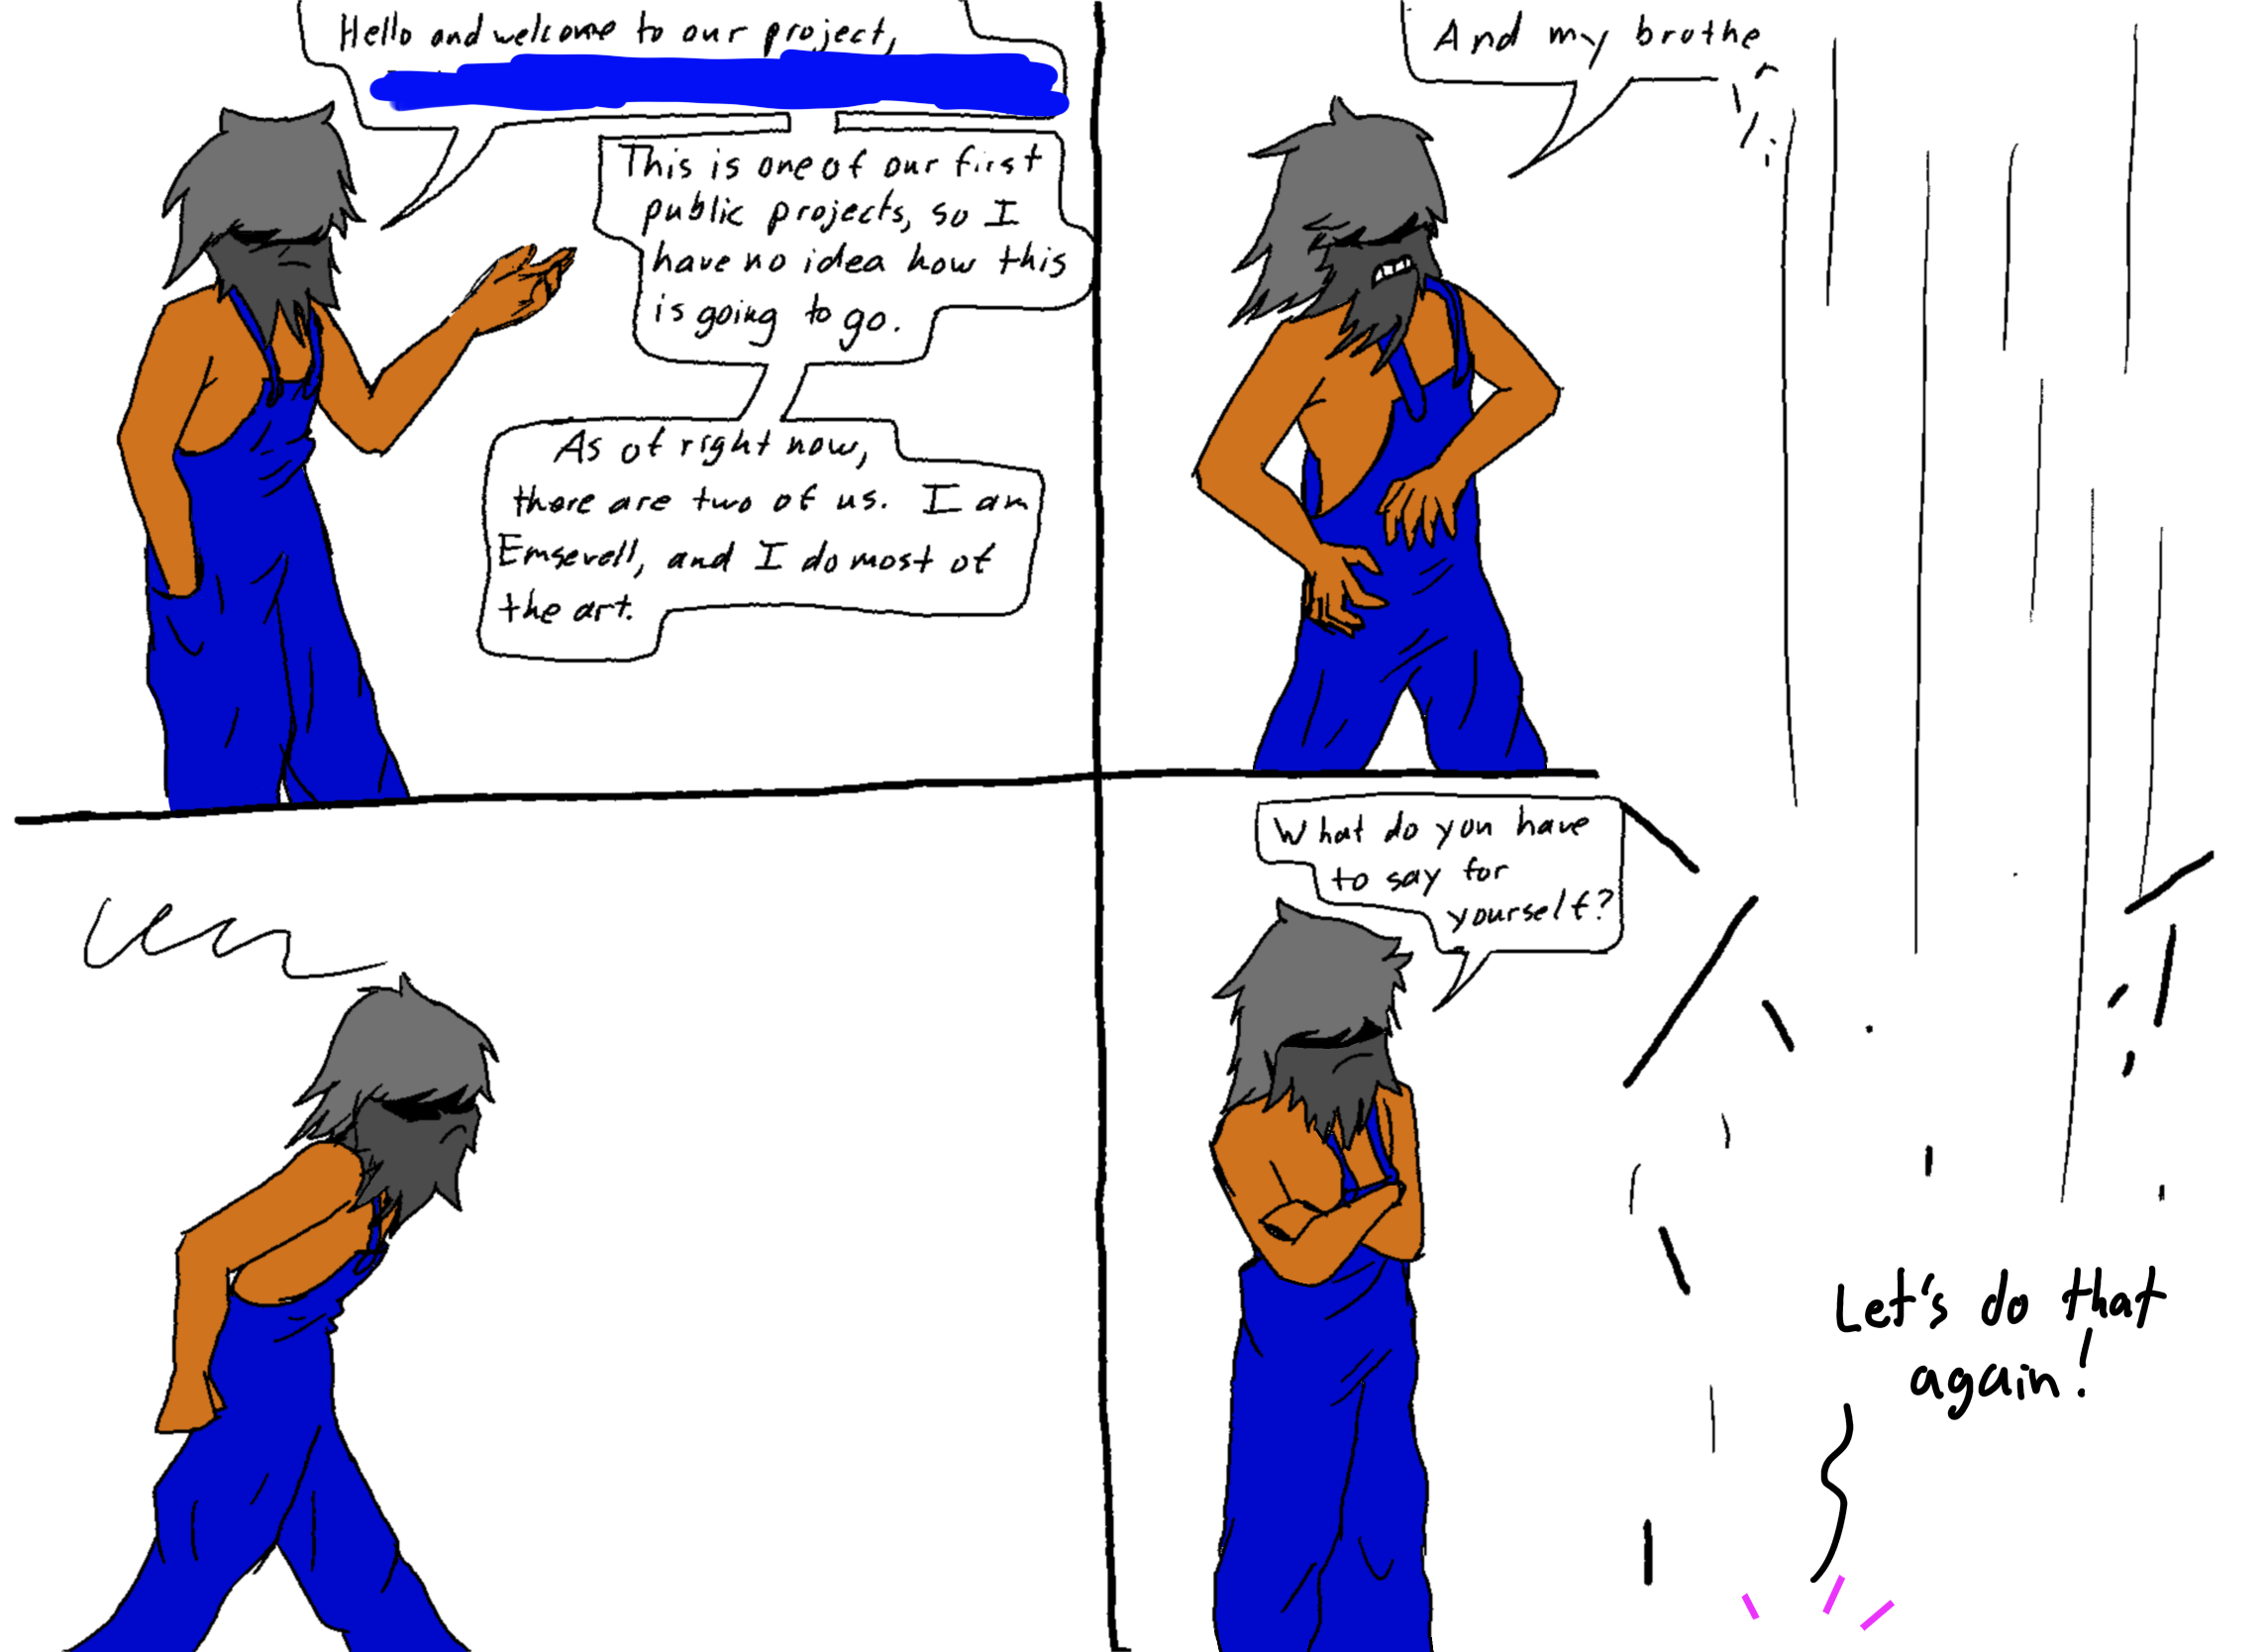 Hello and welcome to our project,
This is one of our first
public projects, so I
have no idea how this
is going to go.
As of right now,
there are two of us. I am
Emsevell, and I do most of
the art.
And my brother
What do you have
to say for
yourself?
Let's do that
again!